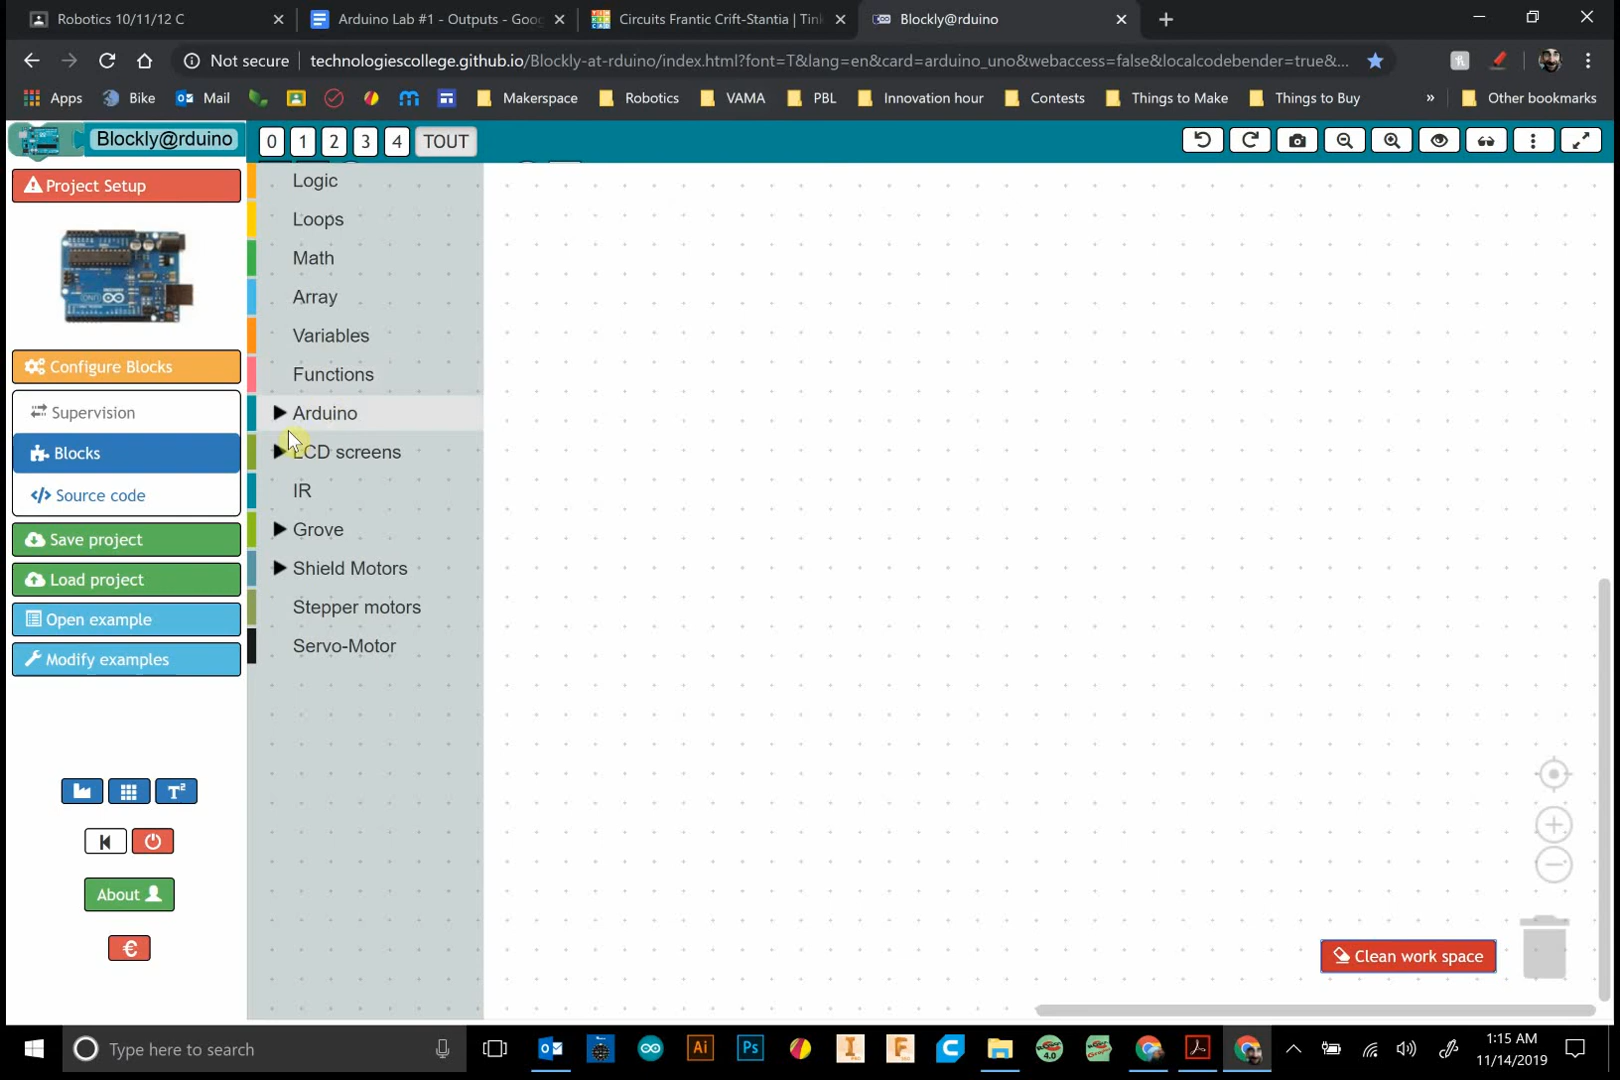 Robotics 10/11/12 C
Arduino Lab #1 - Outputs - Goo
Circuits Frantic Crift-Stantia | Tin
Blockly@rduino
Not secure
technologiescollege.github.io/Blockly-at-rduino/index.html?font=T&lang=en&card=arduino_uno&webaccess=false&localcodebender=true&...
Apps
Bike
Mail
Makerspace
Robotics
VAMA
PBL
Innovation hour
Contests
Things to Make
Things to Buy
»
Other bookmarks
Blockly@rduino
0
1
2
3
4
TOUT
Project Setup
Configure Blocks
Supervision
Blocks
Source code
Save project
Load project
Open example
Modify examples
T²
About
€
Logic
Loops
Math
Array
Variables
Functions
Arduino
LCD screens
IR
Grove
Shield Motors
Stepper motors
Servo-Motor
Clean work space
Type here to search
Ai
Ps
4.0
1:15 AM
11/14/2019